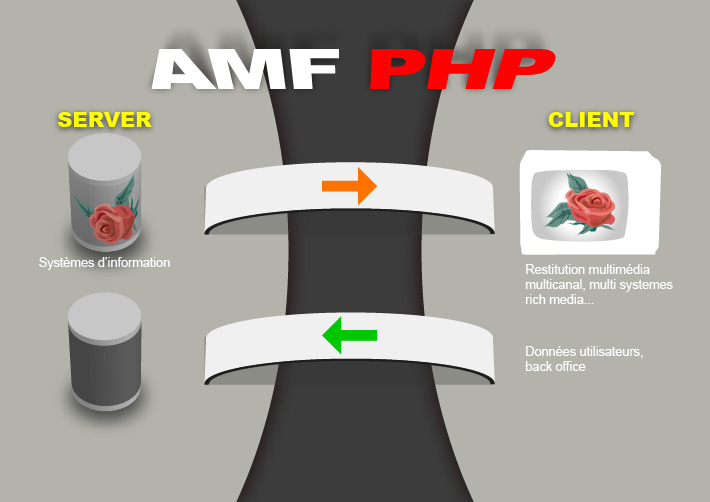 AMF PHP
SERVER
CLIENT
Systèmes d'information
Restitution multimédia
multicanal, multi systemes
rich media...
Données utilisateurs,
back office